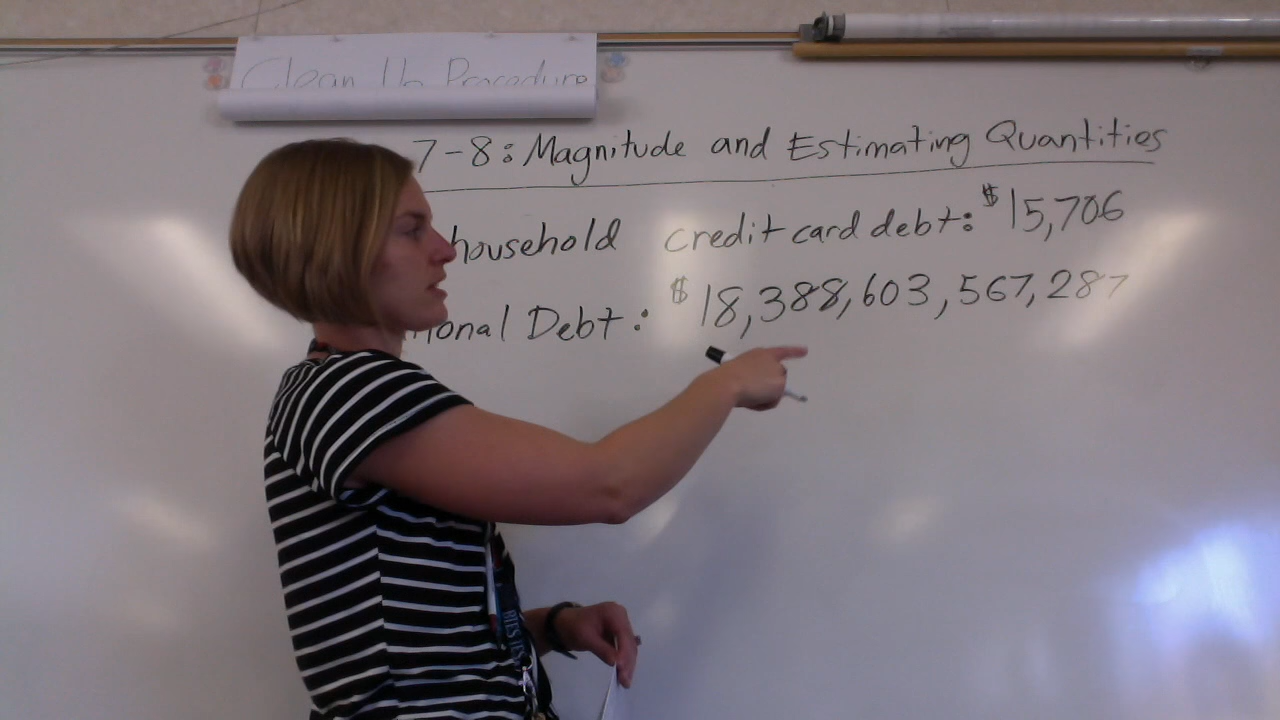 Clean Up Procedure
7-8: Magnitude and Estimating Quantities
household credit card debt: $15,706
ional Debt: $18,388,603,567,287